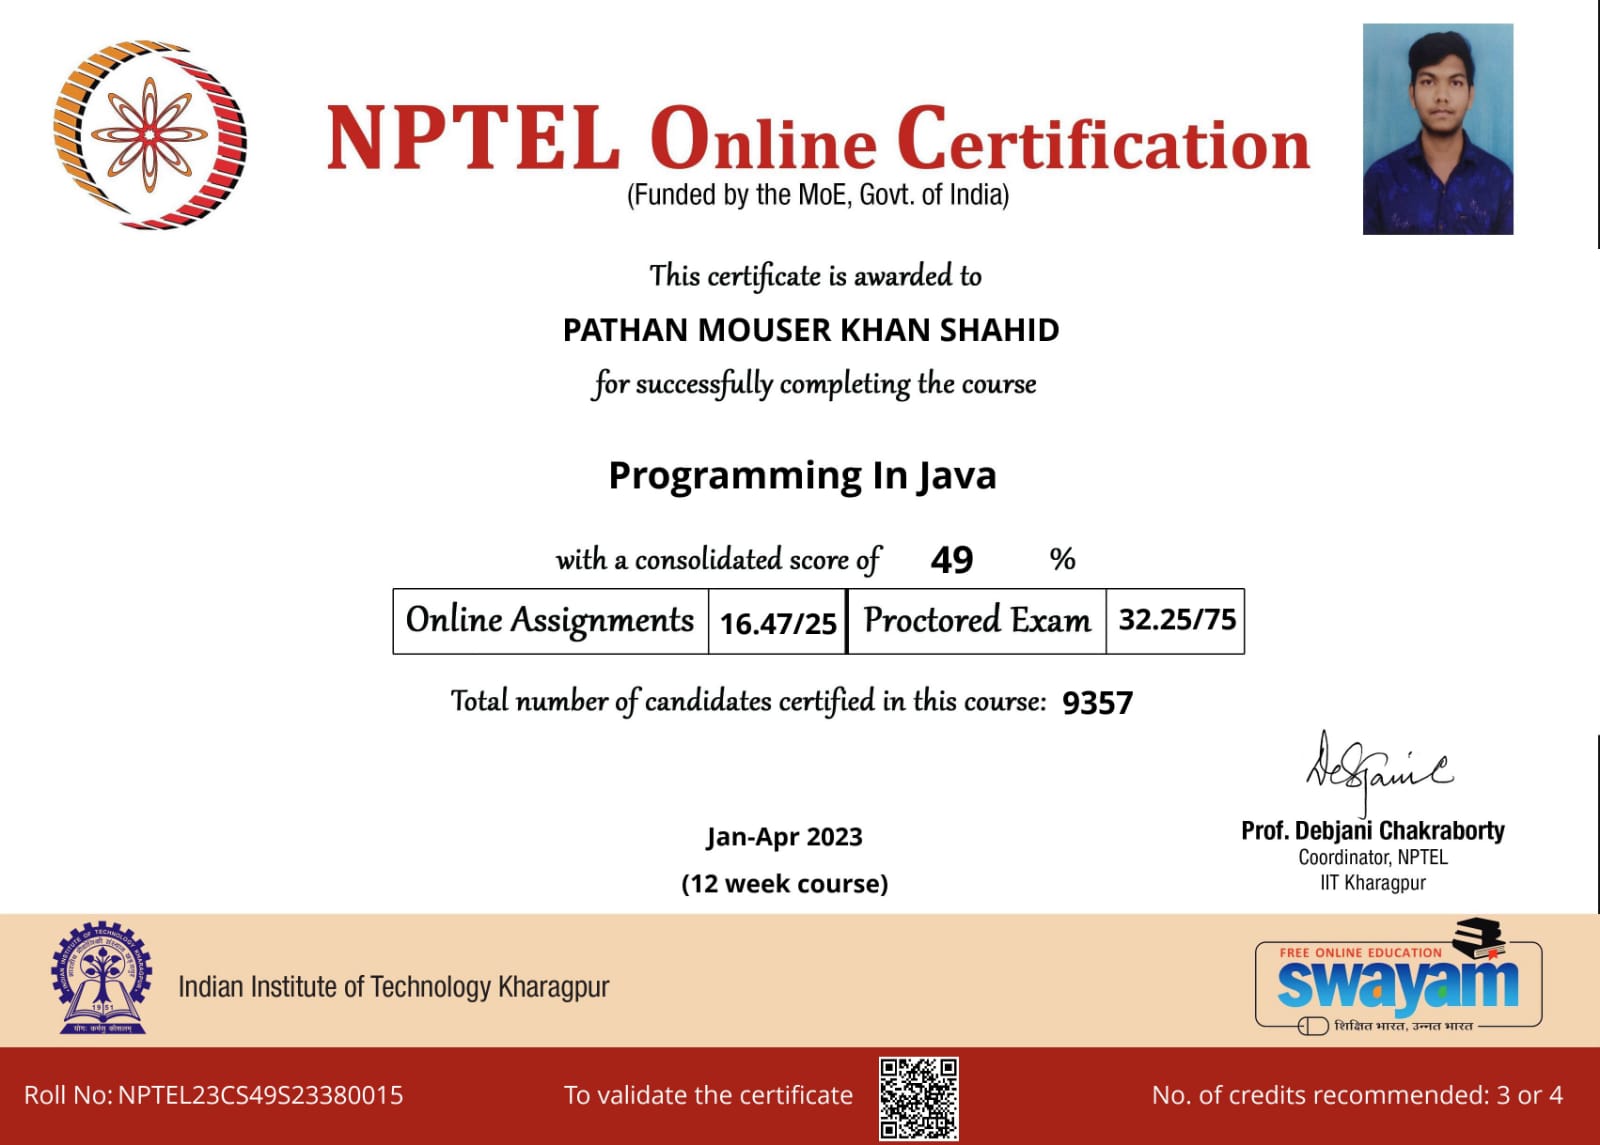 NPTEL Online Certification
(Funded by the MoE, Govt. of India)
This certificate is awarded to
PATHAN MOUSER KHAN SHAHID
for successfully completing the course
Programming In Java
with a consolidated score of 49 %
Online Assignments 16.47/25 Proctored Exam 32.25/75
Total number of candidates certified in this course: 9357
Jan-Apr 2023
(12 week course)
Prof. Debjani Chakraborty
Coordinator, NPTEL
IIT Kharagpur
INDIAN INSTITUTE OF TECHNOLOGY KHARAGPUR
1951
योगः कर्मसु कौशलम्
Indian Institute of Technology Kharagpur
FREE ONLINE EDUCATION
swayam
शिक्षित भारत, उन्नत भारत
Roll No: NPTEL23CS49S23380015
To validate the certificate
No. of credits recommended: 3 or 4